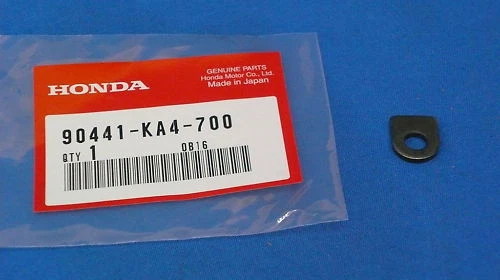 HONDA
GENUINE PARTS
Honda Motor Co., Ltd.
Made in Japan
90441-KA4-700
QTY 1 0B16